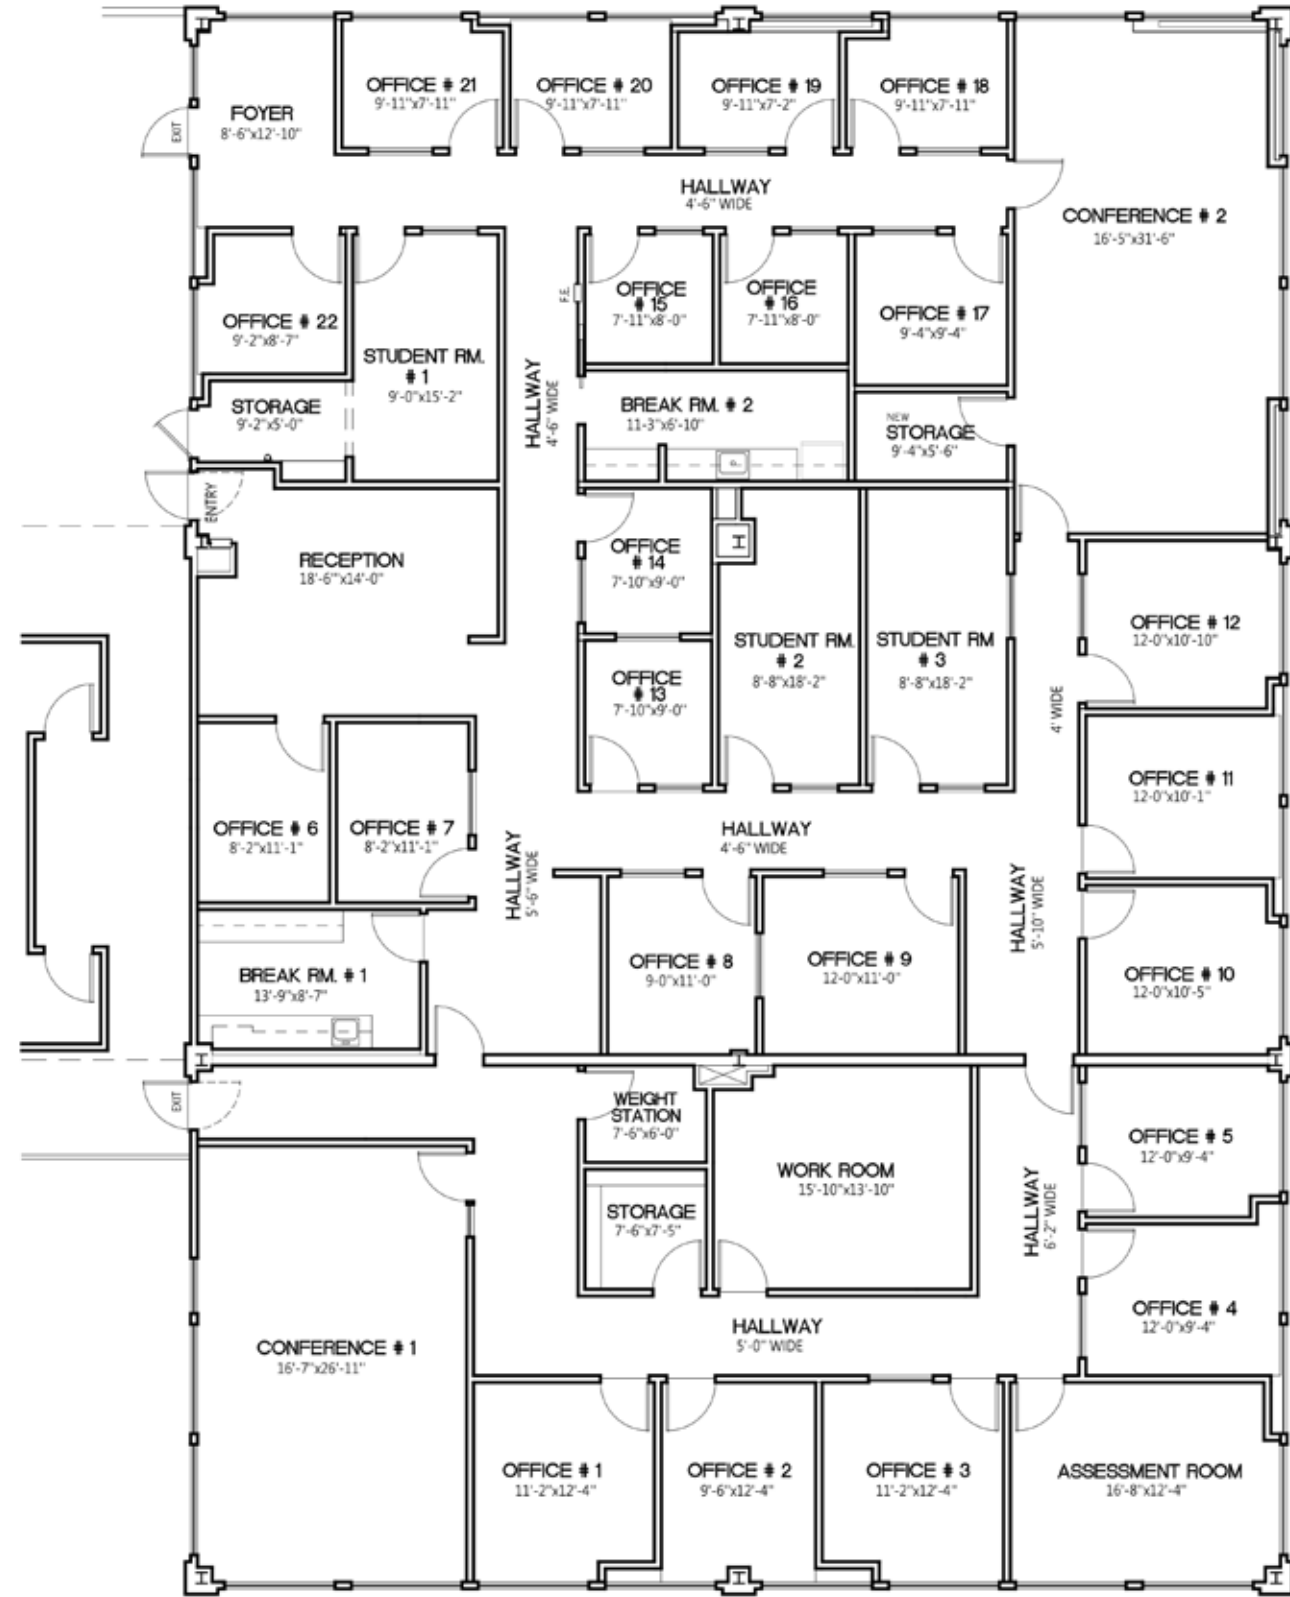 OFFICE # 21
9'-11"x7'-11"
OFFICE # 20
9'-11"x7'-11"
OFFICE # 19
9'-11"x7'-2"
OFFICE # 18
9'-11"x7'-11"
FOYER
8'-6"x12'-10"
EXIT
HALLWAY
4'-6" WIDE
CONFERENCE # 2
16'-5"x31'-6"
OFFICE # 22
9'-2"x8'-7"
STUDENT RM.
# 1
9'-0"x15'-2"
F.E.
OFFICE
# 15
7'-11"x8'-0"
OFFICE
# 16
7'-11"x8'-0"
OFFICE # 17
9'-4"x9'-4"
STORAGE
9'-2"x5'-0"
HALLWAY
4'-6" WIDE
BREAK RM. # 2
11-3"x6'-10"
NEW
STORAGE
9'-4"x5'-6"
ENTRY
RECEPTION
18'-6"x14'-0"
OFFICE
# 14
7'-10"x9'-0"
STUDENT RM.
# 2
8'-8"x18'-2"
STUDENT RM
# 3
8'-8"x18'-2"
OFFICE # 12
12-0"x10'-10"
OFFICE
# 13
7'-10"x9'-0"
4' WIDE
OFFICE # 11
12-0"x10'-1"
OFFICE # 6
8'-2"x11'-1"
OFFICE # 7
8'-2"x11'-1"
HALLWAY
5'-6" WIDE
HALLWAY
4'-6" WIDE
HALLWAY
5'-10" WIDE
BREAK RM. # 1
13'-9"x8'-7"
OFFICE # 8
9-0"x11'-0"
OFFICE # 9
12-0"x11'-0"
OFFICE # 10
12-0"x10'-5"
EXIT
WEIGHT
STATION
7'-6"x6'-0"
OFFICE # 5
12'-0"x9'-4"
WORK ROOM
15'-10"x13'-10"
STORAGE
7'-6"x7'-5"
HALLWAY
6'-2" WIDE
OFFICE # 4
12'-0"x9'-4"
CONFERENCE # 1
16'-7"x26'-11"
HALLWAY
5'-0" WIDE
OFFICE # 1
11'-2"x12'-4"
OFFICE # 2
9'-6"x12'-4"
OFFICE # 3
11'-2"x12'-4"
ASSESSMENT ROOM
16'-8"x12'-4"